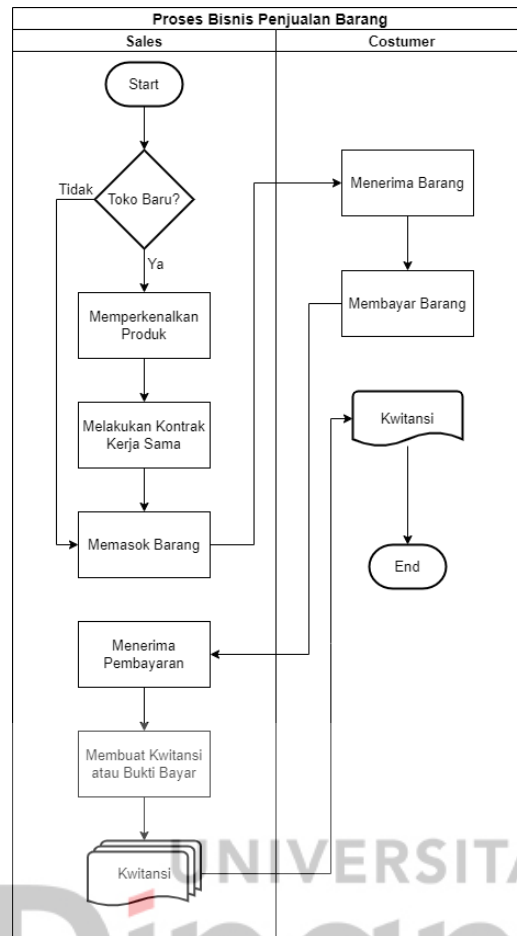 Proses Bisnis Penjualan Barang
Sales
Costumer
Start
Toko Baru?
Tidak
Ya
Memperkenalkan
Produk
Melakukan Kontrak
Kerja Sama
Memasok Barang
Menerima Barang
Membayar Barang
Menerima
Pembayaran
Membuat Kwitansi
atau Bukti Bayar
Kwitansi
Kwitansi
End